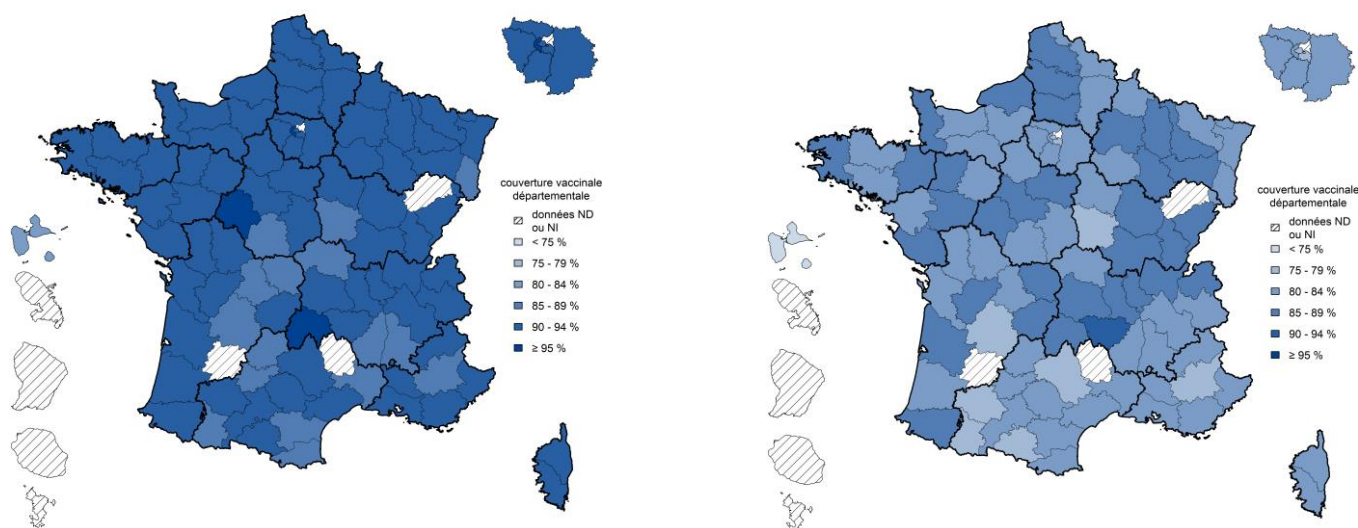 couverture vaccinale
départementale
données ND
ou NI
< 75 %
75 - 79 %
80 - 84 %
85 - 89 %
90 - 94 %
≥ 95 %
couverture vaccinale
départementale
données ND
ou NI
< 75 %
75 - 79 %
80 - 84 %
85 - 89 %
90 - 94 %
≥ 95 %